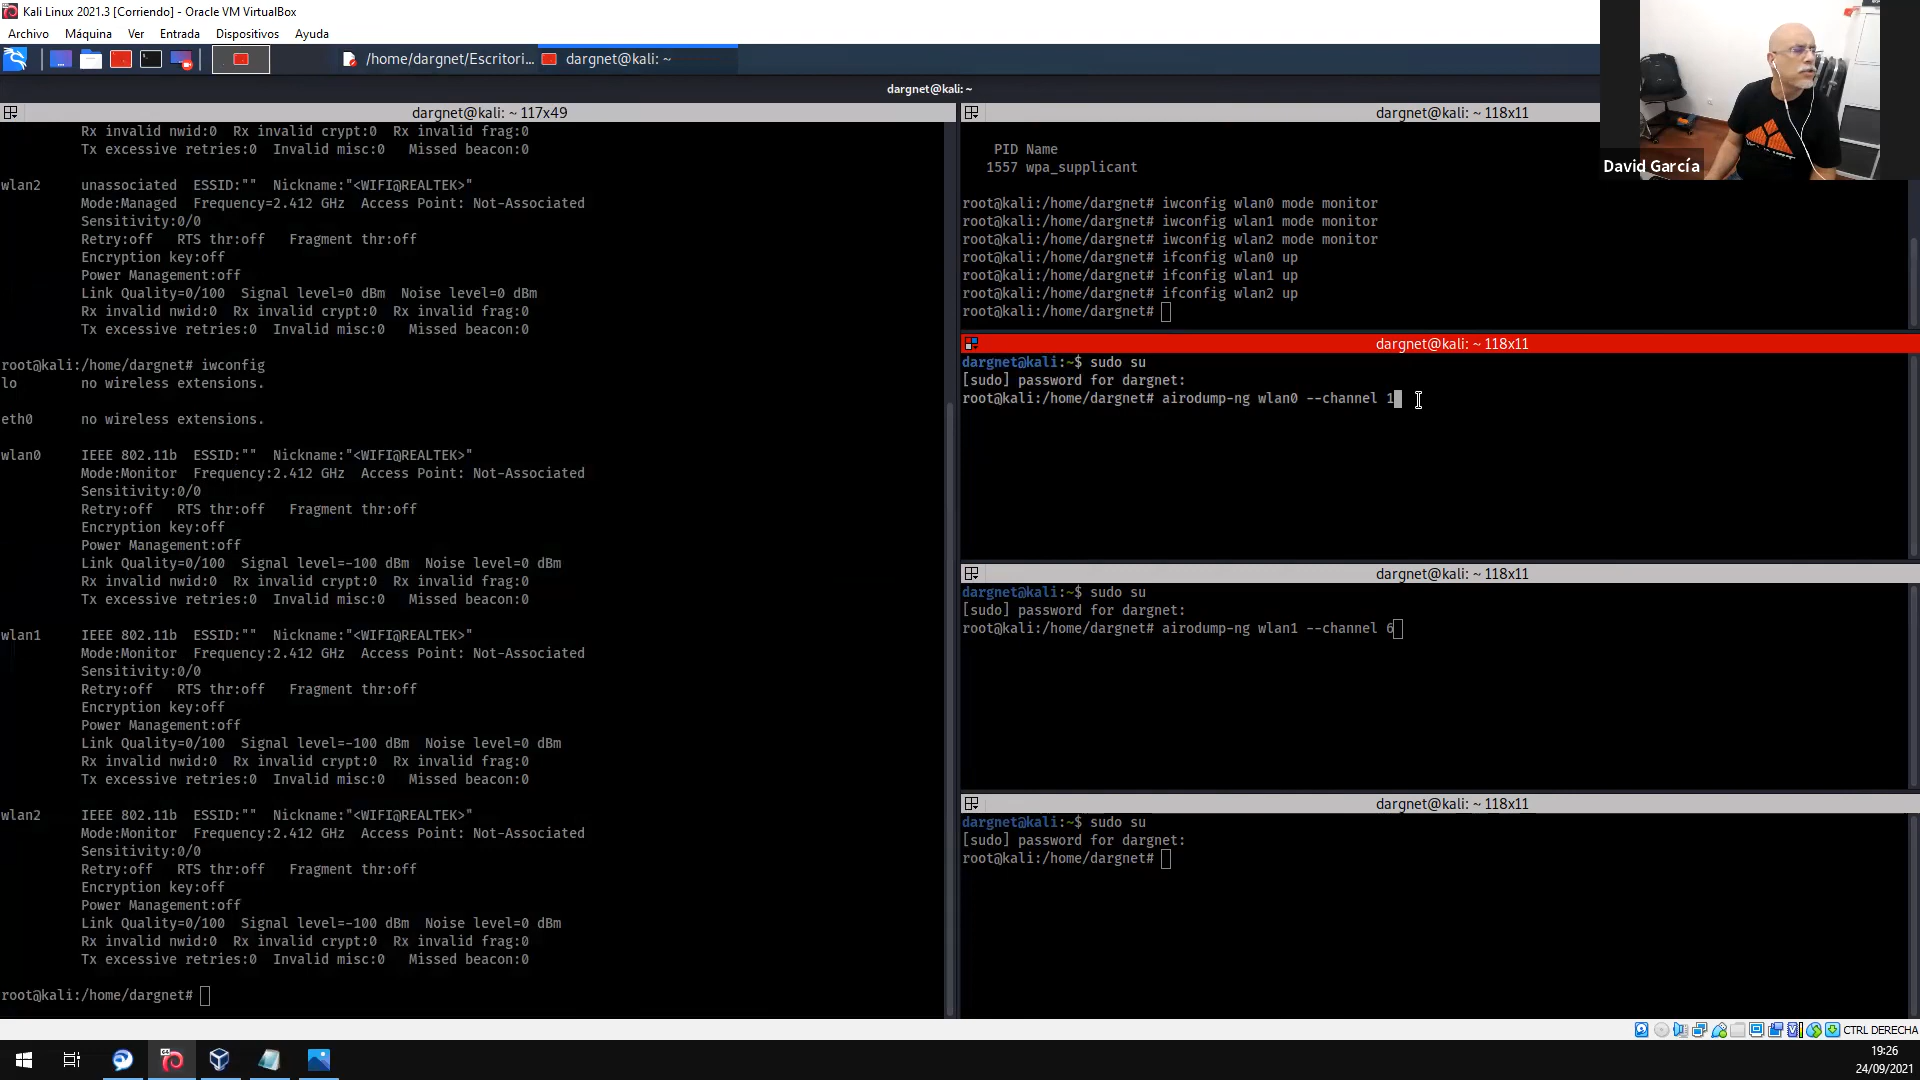 Kali Linux 2021.3 [Corriendo] - Oracle VM VirtualBox
Archivo Máquina Ver Entrada Dispositivos Ayuda
/home/dargnet/Escritori... dargnet@kali: ~
dargnet@kali: ~
dargnet@kali: ~ 117x49
Rx invalid nwid:0 Rx invalid crypt:0 Rx invalid frag:0
Tx excessive retries:0 Invalid misc:0 Missed beacon:0
wlan2 unassociated ESSID:"" Nickname:"<WIFI@REALTEK>"
Mode:Managed Frequency=2.412 GHz Access Point: Not-Associated
Sensitivity:0/0
Retry:off RTS thr:off Fragment thr:off
Encryption key:off
Power Management:off
Link Quality=0/100 Signal level=0 dBm Noise level=0 dBm
Rx invalid nwid:0 Rx invalid crypt:0 Rx invalid frag:0
Tx excessive retries:0 Invalid misc:0 Missed beacon:0
root@kali:/home/dargnet# iwconfig
lo no wireless extensions.
eth0 no wireless extensions.
wlan0 IEEE 802.11b ESSID:"" Nickname:"<WIFI@REALTEK>"
Mode:Monitor Frequency:2.412 GHz Access Point: Not-Associated
Sensitivity:0/0
Retry:off RTS thr:off Fragment thr:off
Encryption key:off
Power Management:off
Link Quality=0/100 Signal level=-100 dBm Noise level=0 dBm
Rx invalid nwid:0 Rx invalid crypt:0 Rx invalid frag:0
Tx excessive retries:0 Invalid misc:0 Missed beacon:0
wlan1 IEEE 802.11b ESSID:"" Nickname:"<WIFI@REALTEK>"
Mode:Monitor Frequency:2.412 GHz Access Point: Not-Associated
Sensitivity:0/0
Retry:off RTS thr:off Fragment thr:off
Encryption key:off
Power Management:off
Link Quality=0/100 Signal level=-100 dBm Noise level=0 dBm
Rx invalid nwid:0 Rx invalid crypt:0 Rx invalid frag:0
Tx excessive retries:0 Invalid misc:0 Missed beacon:0
wlan2 IEEE 802.11b ESSID:"" Nickname:"<WIFI@REALTEK>"
Mode:Monitor Frequency:2.412 GHz Access Point: Not-Associated
Sensitivity:0/0
Retry:off RTS thr:off Fragment thr:off
Encryption key:off
Power Management:off
Link Quality=0/100 Signal level=-100 dBm Noise level=0 dBm
Rx invalid nwid:0 Rx invalid crypt:0 Rx invalid frag:0
Tx excessive retries:0 Invalid misc:0 Missed beacon:0
root@kali:/home/dargnet#
dargnet@kali: ~ 118x11
PID Name
1557 wpa_supplicant
root@kali:/home/dargnet# iwconfig wlan0 mode monitor
root@kali:/home/dargnet# iwconfig wlan1 mode monitor
root@kali:/home/dargnet# iwconfig wlan2 mode monitor
root@kali:/home/dargnet# ifconfig wlan0 up
root@kali:/home/dargnet# ifconfig wlan1 up
root@kali:/home/dargnet# ifconfig wlan2 up
root@kali:/home/dargnet#
dargnet@kali: ~ 118x11
dargnet@kali:~$ sudo su
[sudo] password for dargnet:
root@kali:/home/dargnet# airodump-ng wlan0 --channel 1
dargnet@kali: ~ 118x11
dargnet@kali:~$ sudo su
[sudo] password for dargnet:
root@kali:/home/dargnet# airodump-ng wlan1 --channel 6
dargnet@kali: ~ 118x11
dargnet@kali:~$ sudo su
[sudo] password for dargnet:
root@kali:/home/dargnet#
David García
CTRL DERECHA
19:26
24/09/2021